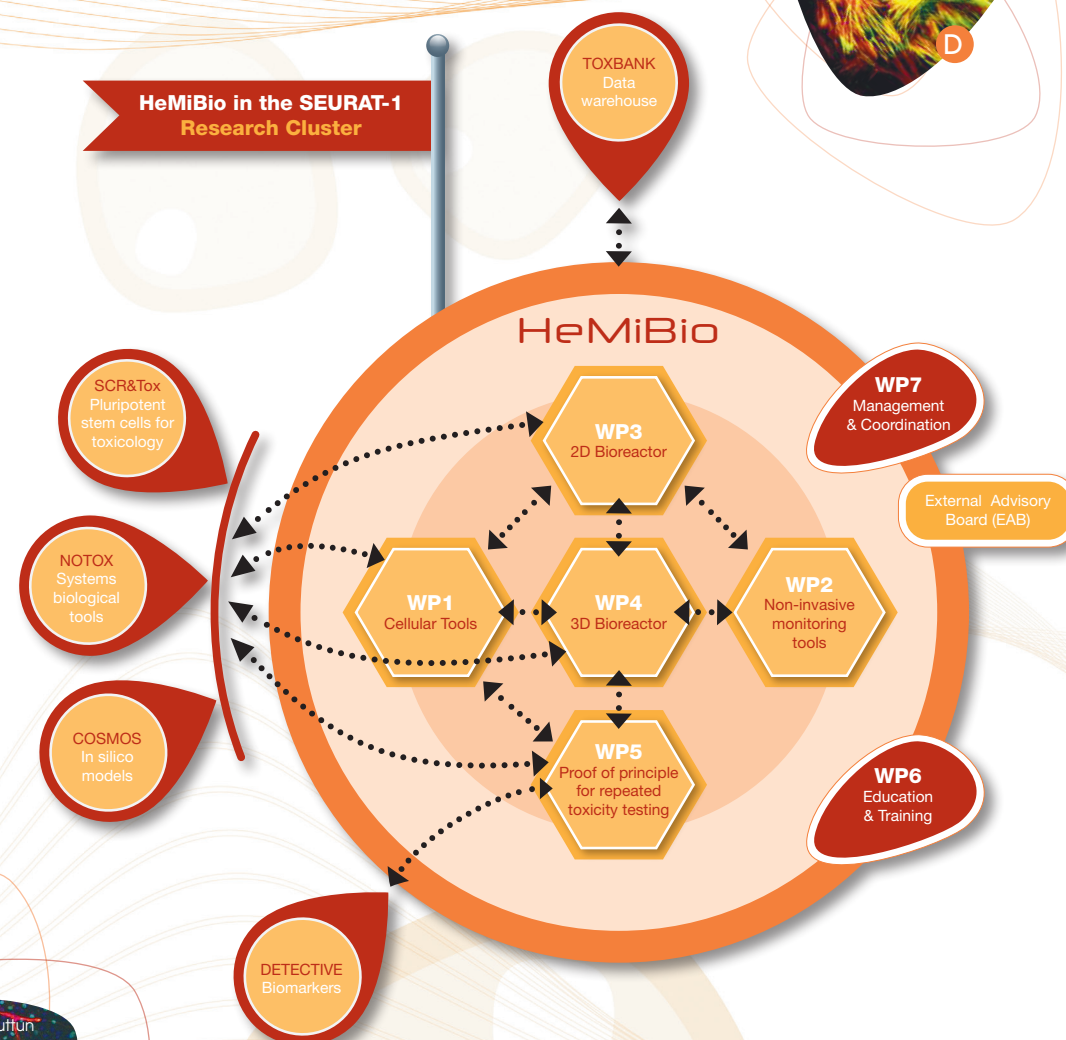 D
TOXBANK
Data
warehouse
HeMiBio in the SEURAT-1
Research Cluster
HeMiBio
SCR&Tox
Pluripotent
stem cells for
toxicology
WP7
Management
& Coordination
WP3
2D Bioreactor
External Advisory
Board (EAB)
NOTOX
Systems
biological
tools
WP1
Cellular Tools
WP4
3D Bioreactor
WP2
Non-invasive
monitoring
tools
COSMOS
In silico
models
WP5
Proof of principle
for repeated
toxicity testing
WP6
Education
& Training
DETECTIVE
Biomarkers